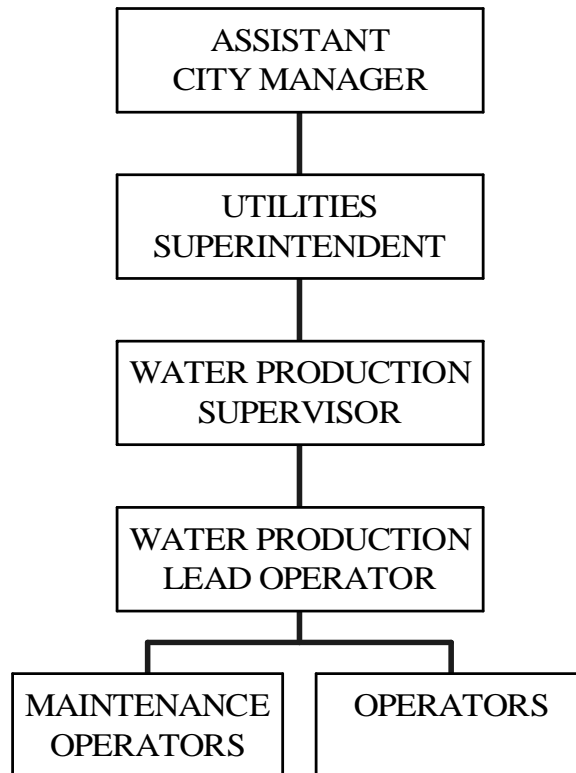 ASSISTANT
CITY MANAGER
UTILITIES
SUPERINTENDENT
WATER PRODUCTION
SUPERVISOR
WATER PRODUCTION
LEAD OPERATOR
MAINTENANCE
OPERATORS
OPERATORS